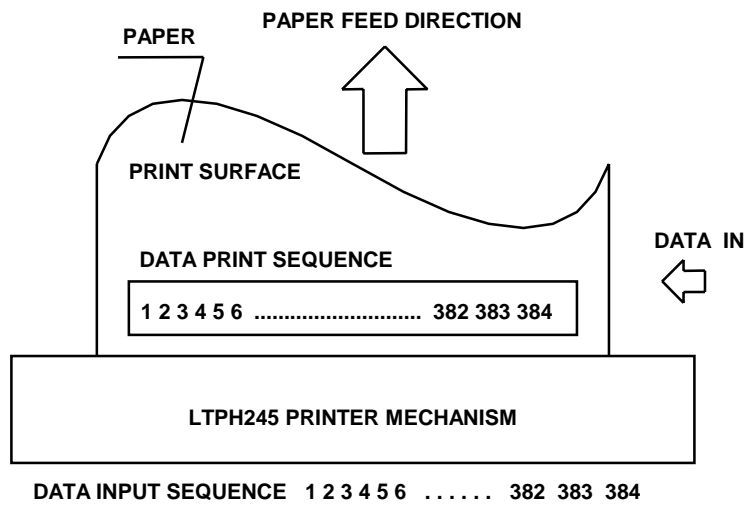 PAPER FEED DIRECTION
PAPER
PRINT SURFACE
DATA IN
DATA PRINT SEQUENCE
1 2 3 4 5 6 ............................ 382 383 384
LTPH245 PRINTER MECHANISM
DATA INPUT SEQUENCE 1 2 3 4 5 6 . . . . . . 382 383 384